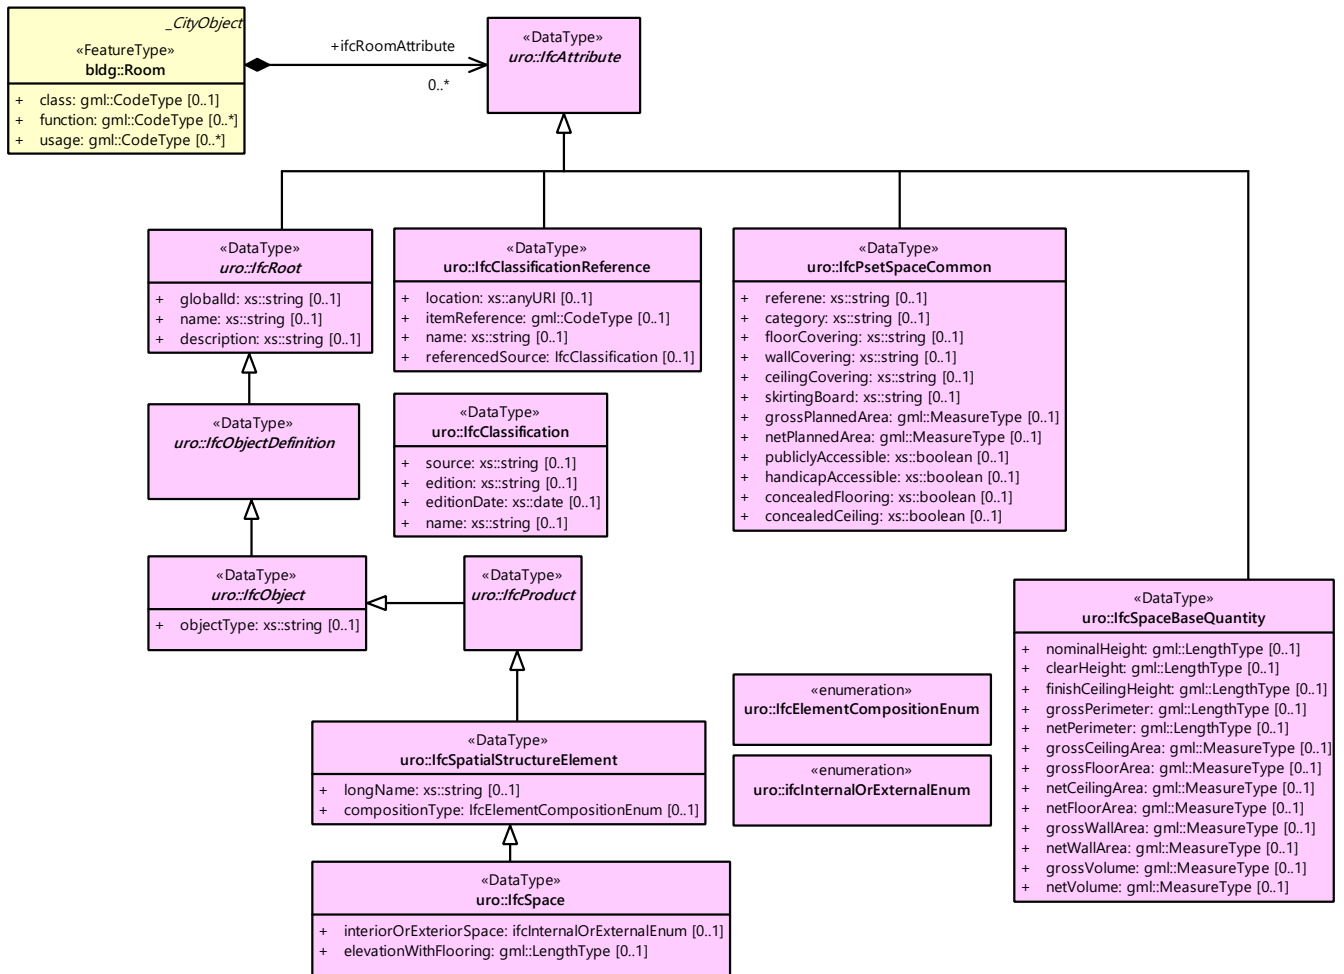 _CityObject
«FeatureType»
bldg::Room
+ class: gml::CodeType [0..1]
+ function: gml::CodeType [0..*]
+ usage: gml::CodeType [0..*]
+ifcRoomAttribute
0..*
«DataType»
uro::IfcAttribute
«DataType»
uro::IfcRoot
+ globalId: xs::string [0..1]
+ name: xs::string [0..1]
+ description: xs::string [0..1]
«DataType»
uro::IfcClassificationReference
+ location: xs::anyURI [0..1]
+ itemReference: gml::CodeType [0..1]
+ name: xs::string [0..1]
+ referencedSource: IfcClassification [0..1]
«DataType»
uro::IfcPsetSpaceCommon
+ referene: xs::string [0..1]
+ category: xs::string [0..1]
+ floorCovering: xs::string [0..1]
+ wallCovering: xs::string [0..1]
+ ceilingCovering: xs::string [0..1]
+ skirtingBoard: xs::string [0..1]
+ grossPlannedArea: gml::MeasureType [0..1]
+ netPlannedArea: gml::MeasureType [0..1]
+ publiclyAccessible: xs::boolean [0..1]
+ handicapAccessible: xs::boolean [0..1]
+ concealedFlooring: xs::boolean [0..1]
+ concealedCeiling: xs::boolean [0..1]
«DataType»
uro::IfcObjectDefinition
«DataType»
uro::IfcClassification
+ source: xs::string [0..1]
+ edition: xs::string [0..1]
+ editionDate: xs::date [0..1]
+ name: xs::string [0..1]
«DataType»
uro::IfcObject
+ objectType: xs::string [0..1]
«DataType»
uro::IfcProduct
«DataType»
uro::IfcSpaceBaseQuantity
+ nominalHeight: gml::LengthType [0..1]
+ clearHeight: gml::LengthType [0..1]
+ finishCeilingHeight: gml::LengthType [0..1]
+ grossPerimeter: gml::LengthType [0..1]
+ netPerimeter: gml::LengthType [0..1]
+ grossCeilingArea: gml::MeasureType [0..1]
+ grossFloorArea: gml::MeasureType [0..1]
+ netCeilingArea: gml::MeasureType [0..1]
+ netFloorArea: gml::MeasureType [0..1]
+ grossWallArea: gml::MeasureType [0..1]
+ netWallArea: gml::MeasureType [0..1]
+ grossVolume: gml::MeasureType [0..1]
+ netVolume: gml::MeasureType [0..1]
«enumeration»
uro::IfcElementCompositionEnum
«enumeration»
uro::ifcInternalOrExternalEnum
«DataType»
uro::IfcSpatialStructureElement
+ longName: xs::string [0..1]
+ compositionType: IfcElementCompositionEnum [0..1]
«DataType»
uro::IfcSpace
+ interiorOrExteriorSpace: ifcInternalOrExternalEnum [0..1]
+ elevationWithFlooring: gml::LengthType [0..1]